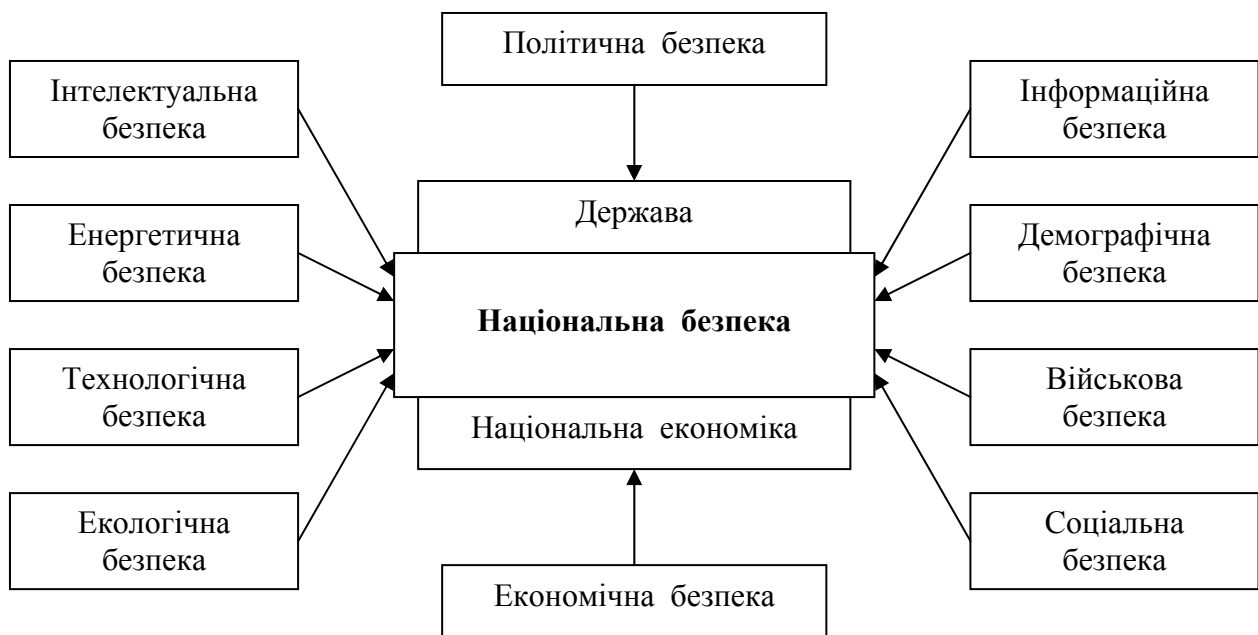 Політична безпека
Інтелектуальна
безпека
Інформаційна
безпека
Держава
Енергетична
безпека
Демографічна
безпека
Національна безпека
Технологічна
безпека
Військова
безпека
Національна економіка
Екологічна
безпека
Соціальна
безпека
Економічна безпека